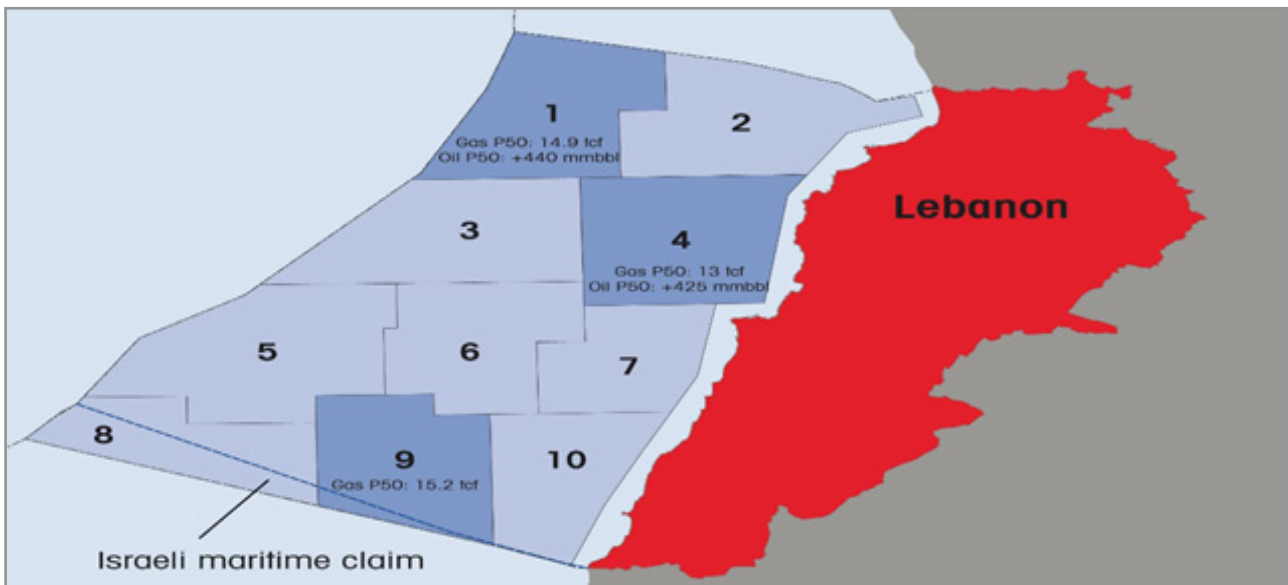 1
Gas P50: 14.9 tcf
Oil P50: +440 mmbbl
2
3
4
Gas P50: 13 tcf
Oil P50: +425 mmbbl
Lebanon
5
6
7
8
9
Gas P50: 15.2 tcf
10
Israeli maritime claim